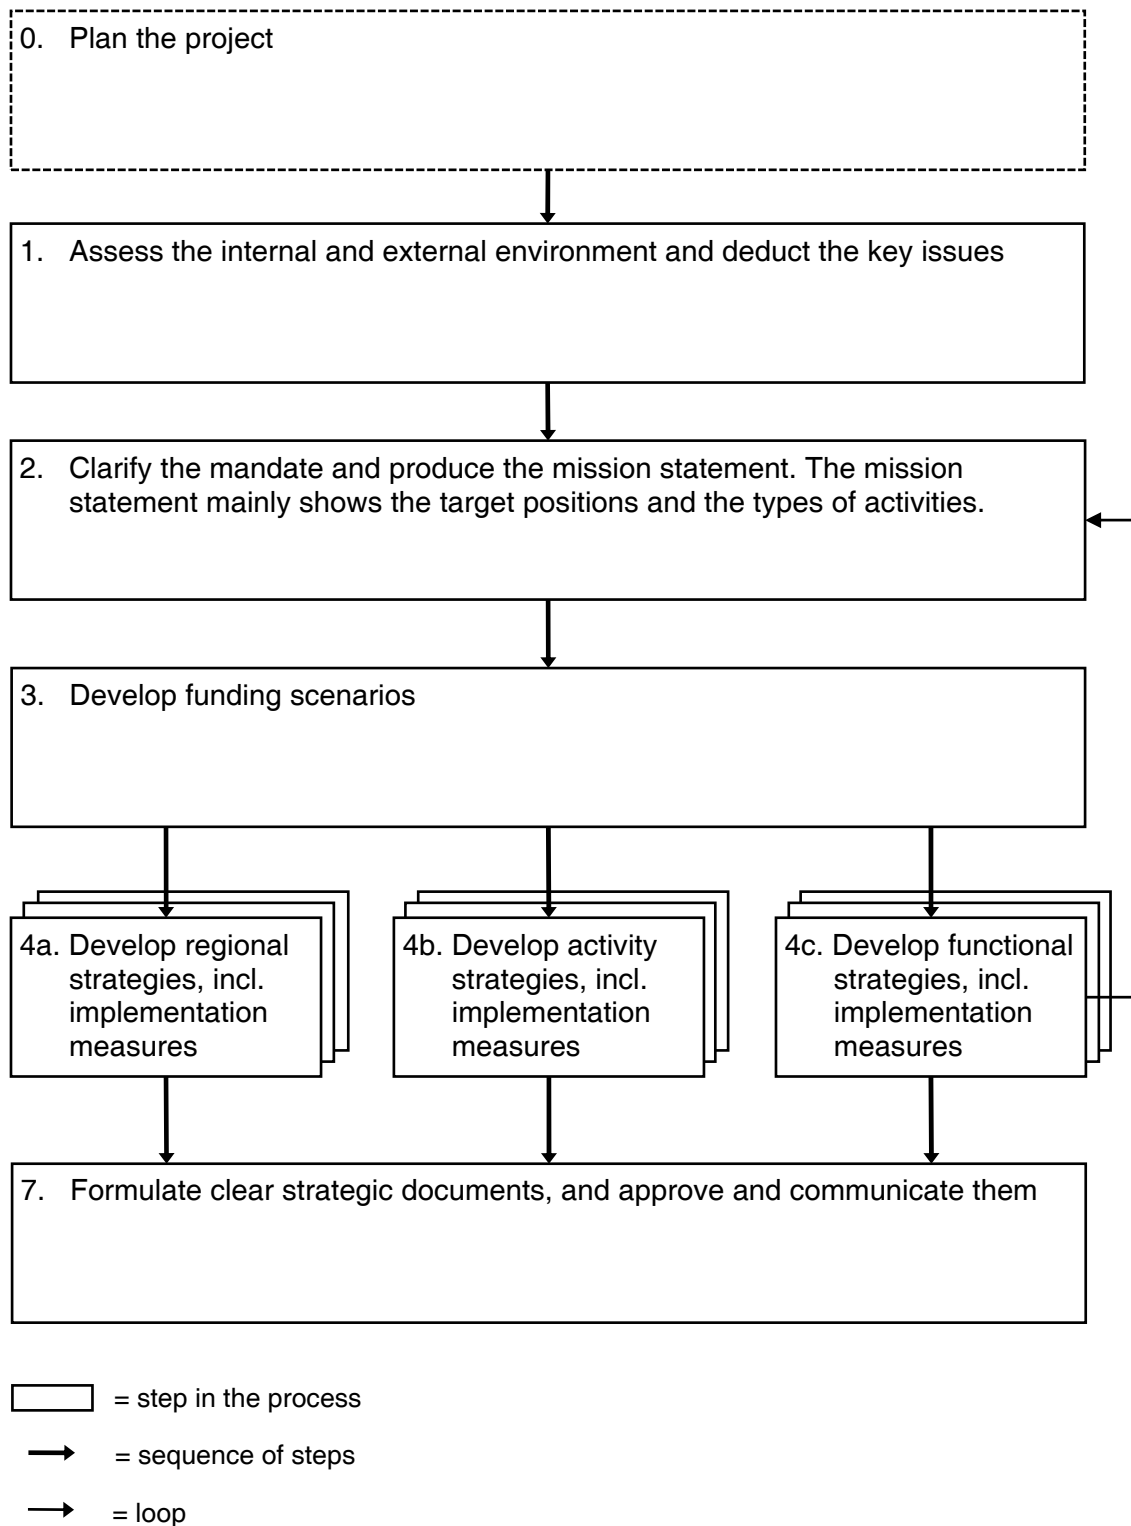 0. Plan the project
1. Assess the internal and external environment and deduct the key issues
2. Clarify the mandate and produce the mission statement. The mission
statement mainly shows the target positions and the types of activities.
3. Develop funding scenarios
4a. Develop regional
strategies, incl.
implementation
measures
4b. Develop activity
strategies, incl.
implementation
measures
4c. Develop functional
strategies, incl.
implementation
measures
7. Formulate clear strategic documents, and approve and communicate them
= step in the process
= sequence of steps
= loop